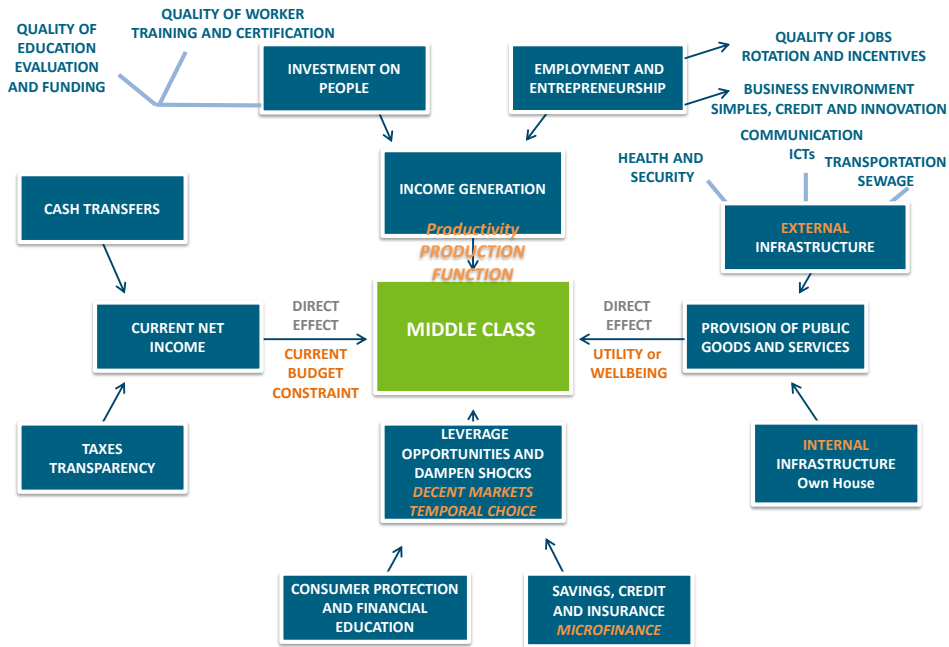 QUALITY OF
EDUCATION
EVALUATION
AND FUNDING
QUALITY OF WORKER
TRAINING AND CERTIFICATION
INVESTMENT ON
PEOPLE
EMPLOYMENT AND
ENTREPRENEURSHIP
QUALITY OF JOBS
ROTATION AND INCENTIVES
BUSINESS ENVIRONMENT
SIMPLES, CREDIT AND INNOVATION
COMMUNICATION
ICTs
HEALTH AND
SECURITY
TRANSPORTATION
SEWAGE
CASH TRANSFERS
INCOME GENERATION
Productivity
PRODUCTION
FUNCTION
EXTERNAL
INFRASTRUCTURE
CURRENT NET
INCOME
DIRECT
EFFECT
CURRENT
BUDGET
CONSTRAINT
MIDDLE CLASS
DIRECT
EFFECT
UTILITY or
WELLBEING
PROVISION OF PUBLIC
GOODS AND SERVICES
TAXES
TRANSPARENCY
LEVERAGE
OPPORTUNITIES AND
DAMPEN SHOCKS
DECENT MARKETS
TEMPORAL CHOICE
INTERNAL
INFRASTRUCTURE
Own House
CONSUMER PROTECTION
AND FINANCIAL
EDUCATION
SAVINGS, CREDIT
AND INSURANCE
MICROFINANCE